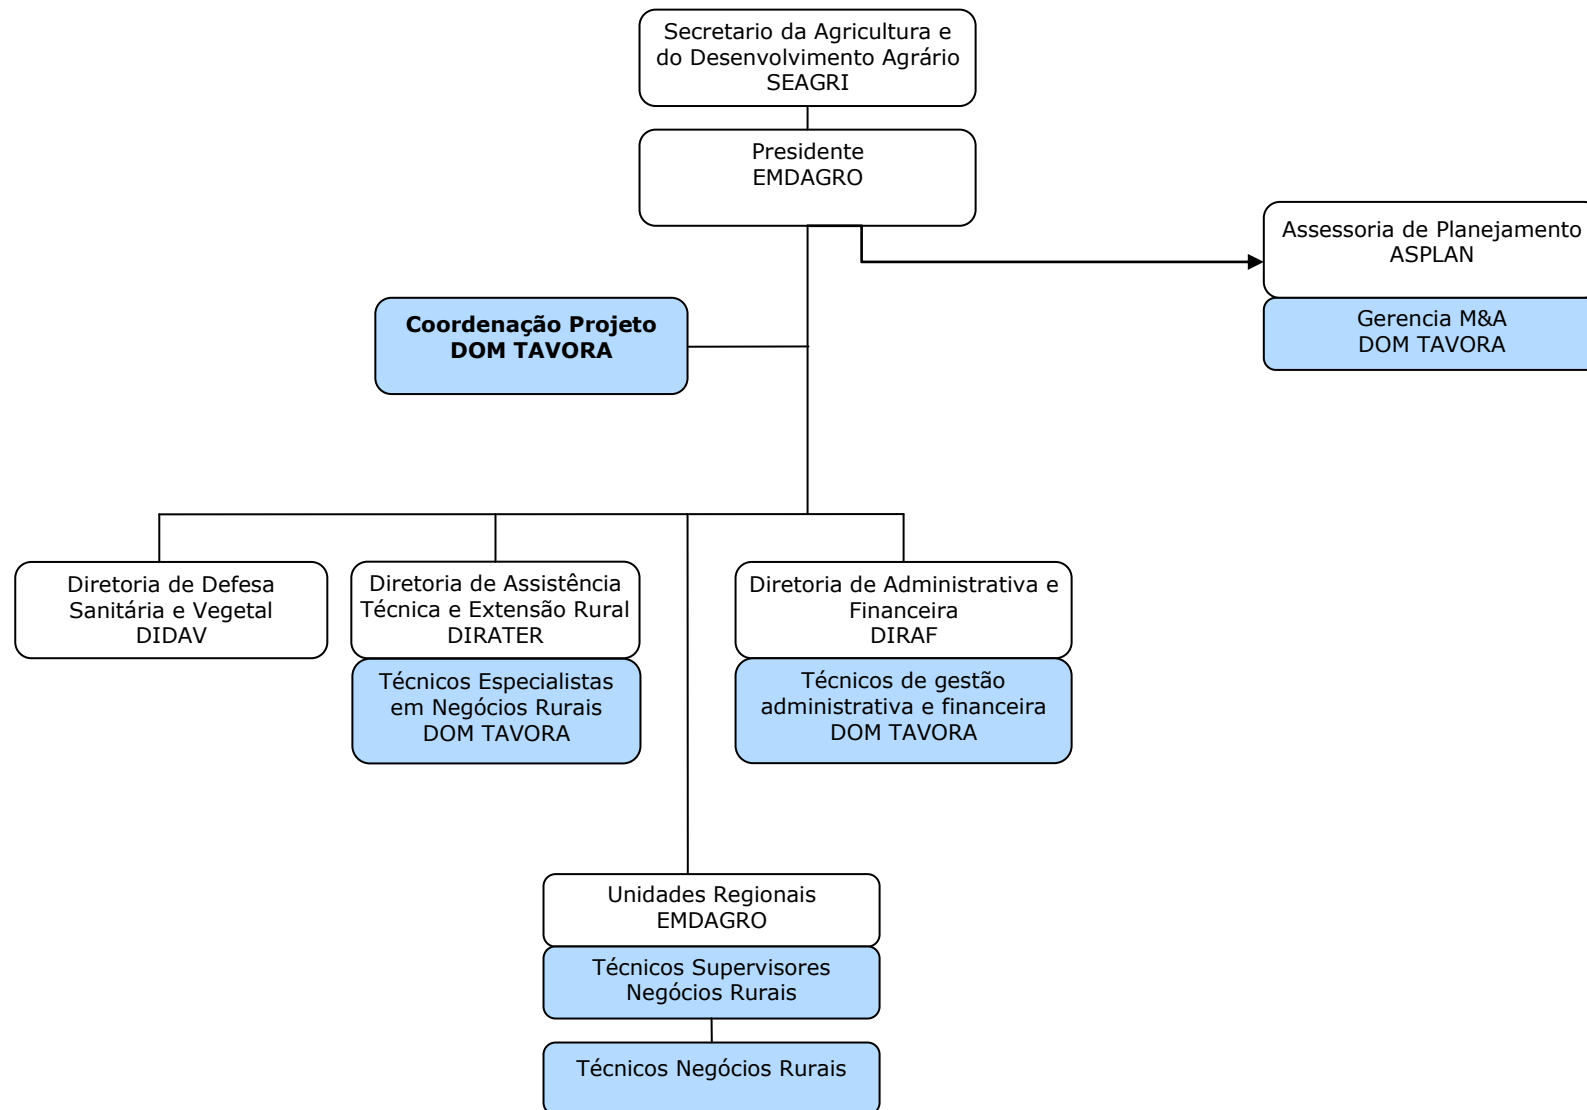 Secretario da Agricultura e
do Desenvolvimento Agrário
SEAGRI
Presidente
EMDAGRO
Assessoria de Planejamento
ASPLAN
Gerencia M&A
DOM TAVORA
Coordenação Projeto
DOM TAVORA
Diretoria de Defesa
Sanitária e Vegetal
DIDAV
Diretoria de Assistência
Técnica e Extensão Rural
DIRATER
Técnicos Especialistas
em Negócios Rurais
DOM TAVORA
Diretoria de Administrativa e
Financeira
DIRAF
Técnicos de gestão
administrativa e financeira
DOM TAVORA
Unidades Regionais
EMDAGRO
Técnicos Supervisores
Negócios Rurais
Técnicos Negócios Rurais